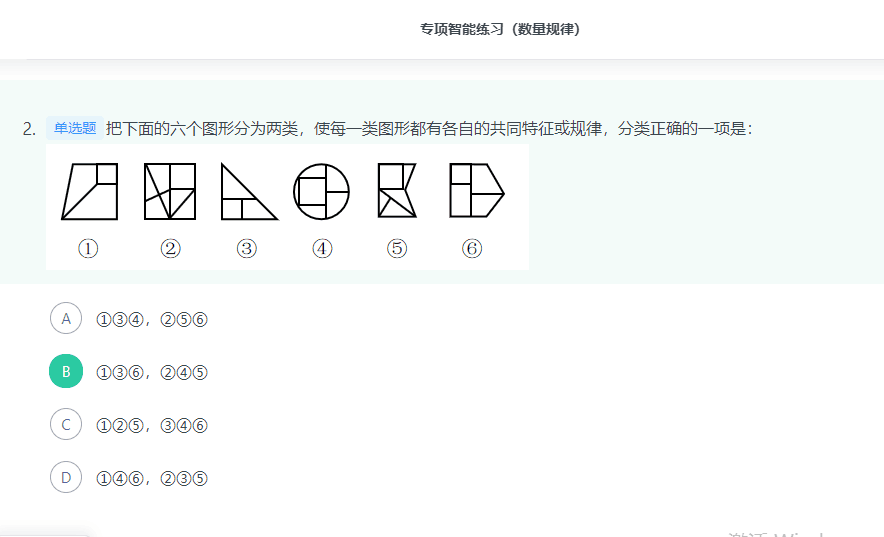 专项智能练习（数量规律）
2. 单选题 把下面的六个图形分为两类，使每一类图形都有各自的共同特征或规律，分类正确的一项是：
① ② ③ ④ ⑤ ⑥
A ①③④，②⑤⑥
B ①③⑥，②④⑤
C ①②⑤，③④⑥
D ①④⑥，②③⑤